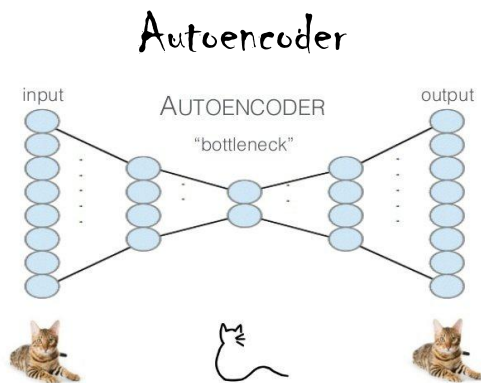 Autoencoder
input
AUTOENCODER
output
"bottleneck"